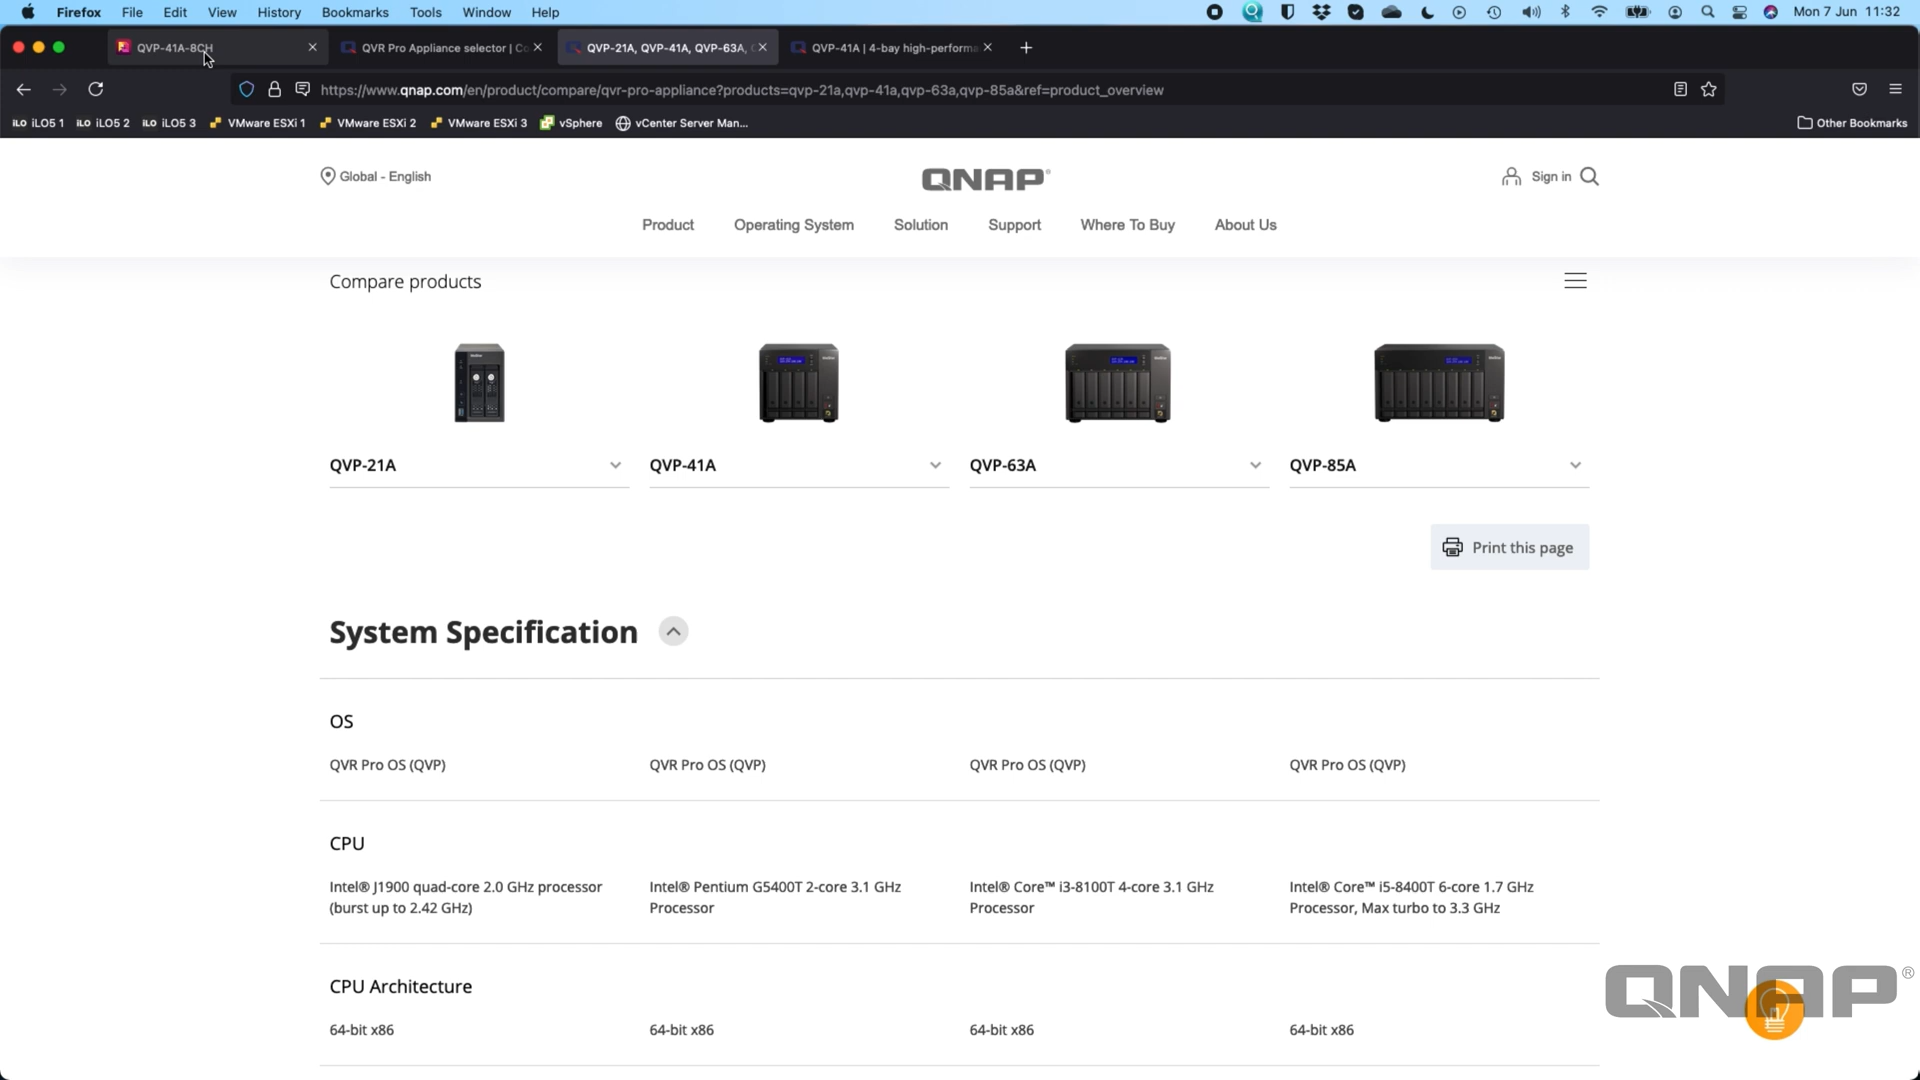 Firefox File Edit View History Bookmarks Tools Window Help Mon 7 Jun 11:32
QVP-41A-8CH QVR Pro Appliance selector | Co QVP-21A, QVP-41A, QVP-63A, QVP-41A | 4-bay high-performa
https://www.qnap.com/en/product/compare/qvr-pro-appliance?products=qvp-21a,qvp-41a,qvp-63a,qvp-85a&ref=product_overview
iLO iLO5 1 iLO iLO5 2 iLO iLO5 3 VMware ESXi 1 VMware ESXi 2 VMware ESXi 3 vSphere vCenter Server Man... Other Bookmarks
Global - English QNAP Sign in
Product Operating System Solution Support Where To Buy About Us
Compare products
QVP-21A QVP-41A QVP-63A QVP-85A
Print this page
System Specification
OS
QVR Pro OS (QVP) QVR Pro OS (QVP) QVR Pro OS (QVP) QVR Pro OS (QVP)
CPU
Intel® J1900 quad-core 2.0 GHz processor Intel® Pentium G5400T 2-core 3.1 GHz Intel® Core™ i3-8100T 4-core 3.1 GHz Intel® Core™ i5-8400T 6-core 1.7 GHz
(burst up to 2.42 GHz) Processor Processor Processor, Max turbo to 3.3 GHz
CPU Architecture
QNAP®
64-bit x86 64-bit x86 64-bit x86 64-bit x86